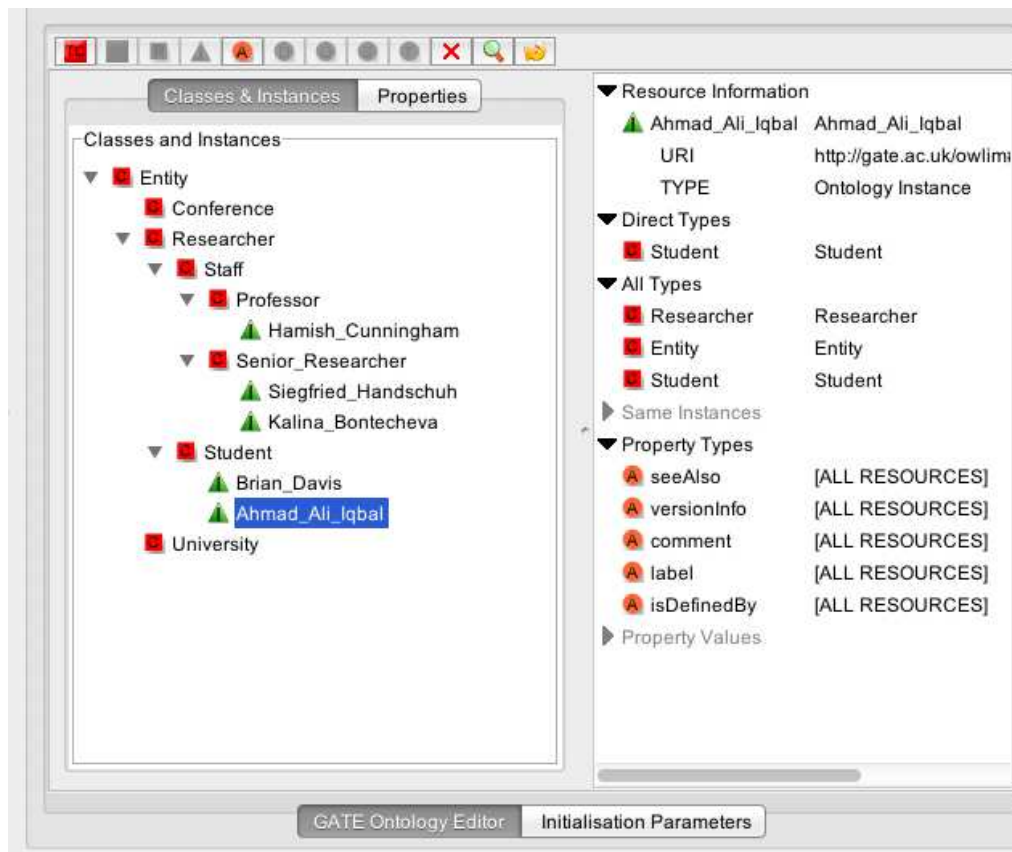 TC A
Classes & Instances Properties
Classes and Instances
C Entity
C Conference
C Researcher
C Staff
C Professor
I Hamish_Cunningham
C Senior_Researcher
I Siegfried_Handschuh
I Kalina_Bontecheva
C Student
I Brian_Davis
I Ahmad_Ali_Iqbal
C University
Resource Information
I Ahmad_Ali_Iqbal Ahmad_Ali_Iqbal
URI http://gate.ac.uk/owlim
TYPE Ontology Instance
Direct Types
C Student Student
All Types
C Researcher Researcher
C Entity Entity
C Student Student
Same Instances
Property Types
A seeAlso [ALL RESOURCES]
A versionInfo [ALL RESOURCES]
A comment [ALL RESOURCES]
A label [ALL RESOURCES]
A isDefinedBy [ALL RESOURCES]
Property Values
GATE Ontology Editor Initialisation Parameters